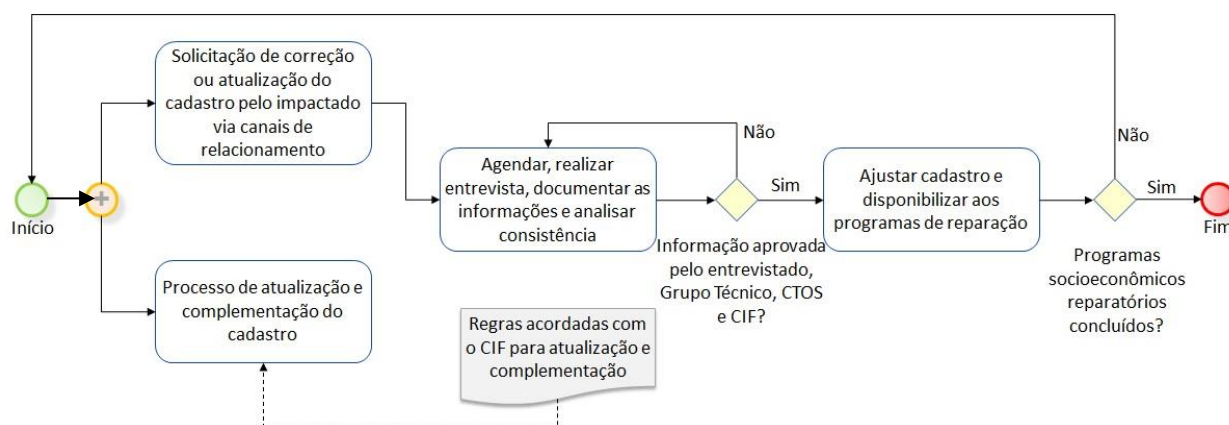 Solicitação de correção
ou atualização do
cadastro pelo impactado
via canais de
relacionamento
Início
Processo de atualização e
complementação do
cadastro
Agendar, realizar
entrevista, documentar as
informações e analisar
consistência
Não
Sim
Informação aprovada
pelo entrevistado,
Grupo Técnico, CTOS
e CIF?
Regras acordadas com
o CIF para atualização e
complementação
Ajustar cadastro e
disponibilizar aos
programas de reparação
Não
Sim
Programas
socioeconômicos
reparatórios
concluídos?
Fim